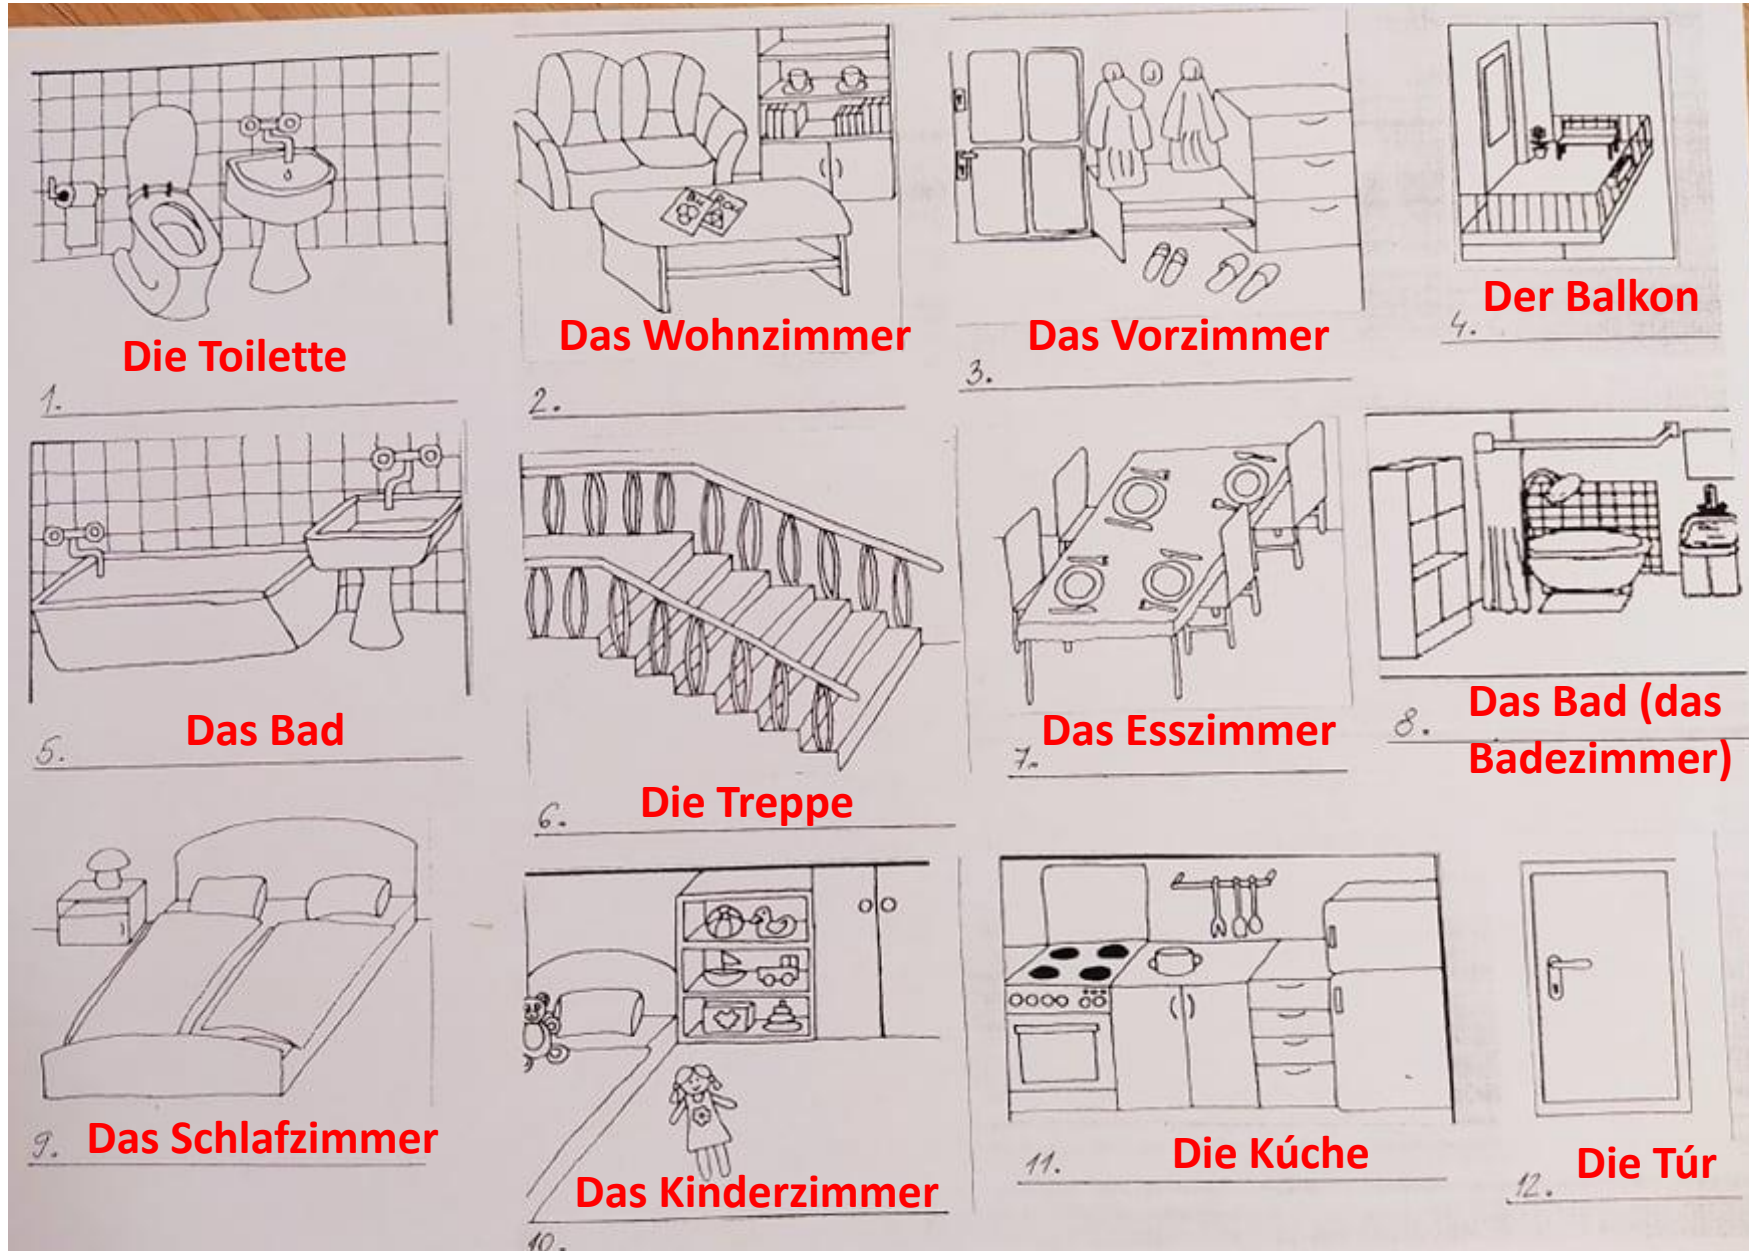 Die Toilette
1.
Das Wohnzimmer
2.
Das Vorzimmer
3.
Der Balkon
4.
Das Bad
5.
Die Treppe
6.
Das Esszimmer
7.
Das Bad (das
Badezimmer)
8.
Das Schlafzimmer
9.
Das Kinderzimmer
10.
Die Kúche
11.
Die Túr
12.